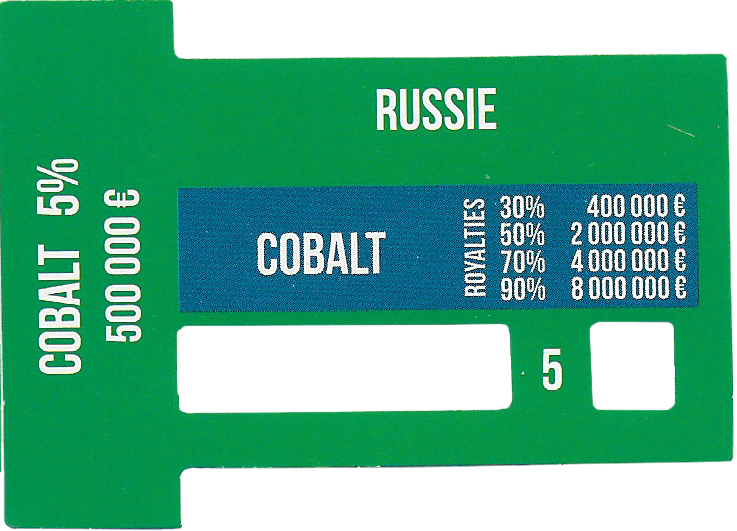 COBALT 5%
500 000 €
RUSSIE
COBALT
ROYALTIES
30% 400 000 €
50% 2 000 000 €
70% 4 000 000 €
90% 8 000 000 €
5